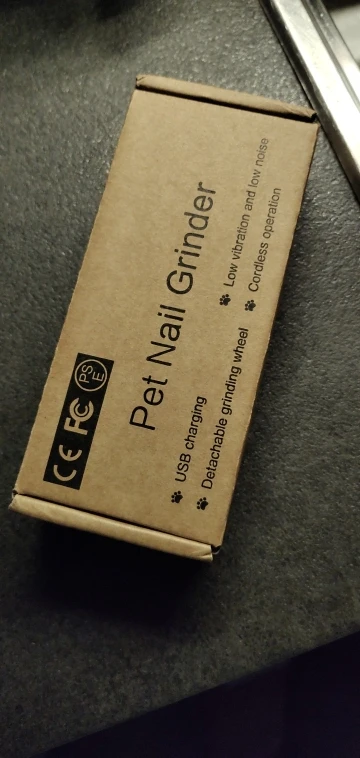 CE FC PSE
Pet Nail Grinder
USB charging
Low vibration and low noise
Detachable grinding wheel
Cordless operation